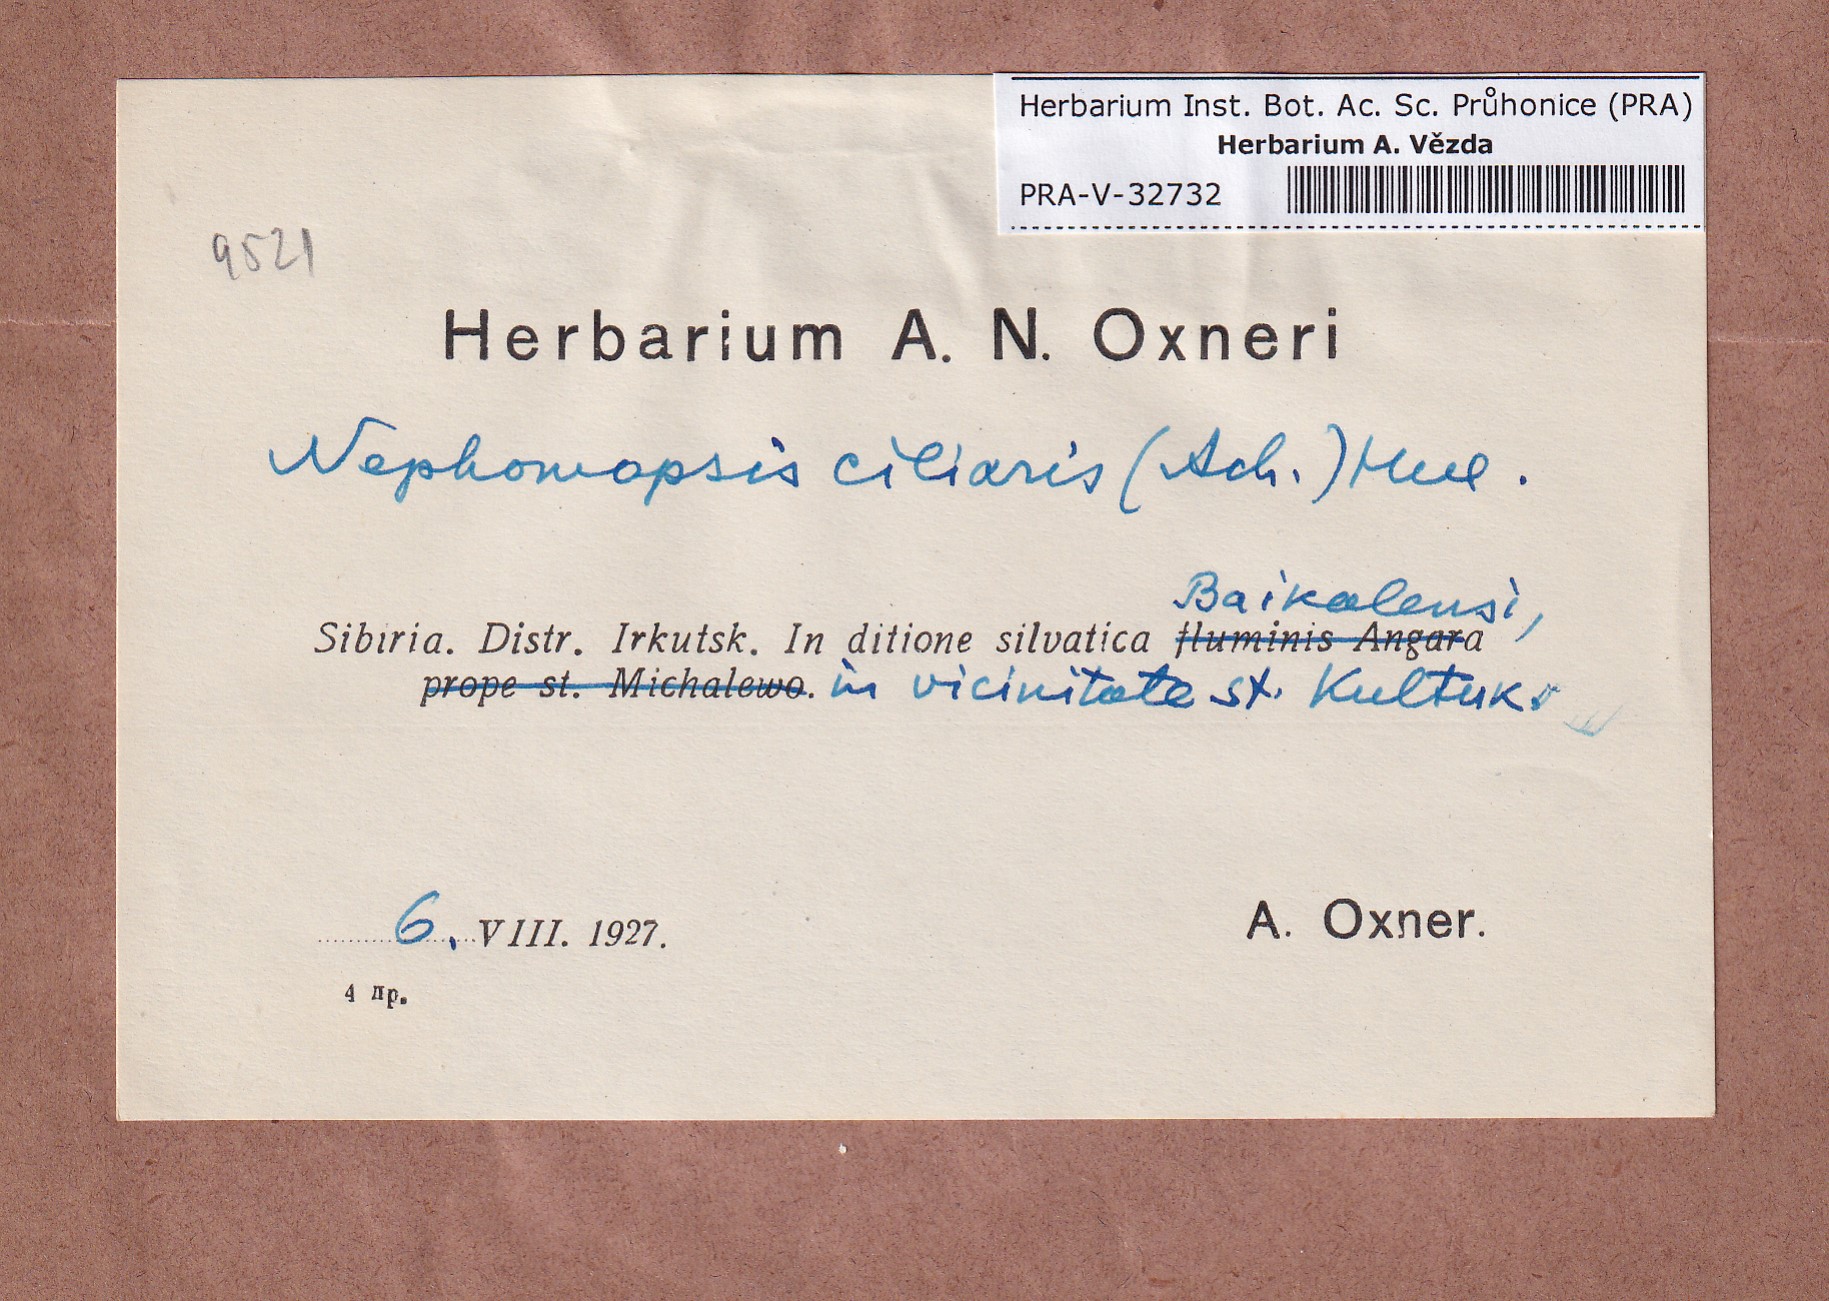 Herbarium Inst. Bot. Ac. Sc. Průhonice (PRA)
Herbarium A. Vězda
PRA-V-32732
9521
Herbarium A. N. Oxneri
Nephomopsis ciliaris (Ach.) Hue.
Baikalensi,
Sibiria. Distr. Irkutsk. In ditione silvatica fluminis Angara
prope st. Michalewo. in vicinitate st. Kultuk.
6. VIII. 1927.
A. Oxner.
4 пр.